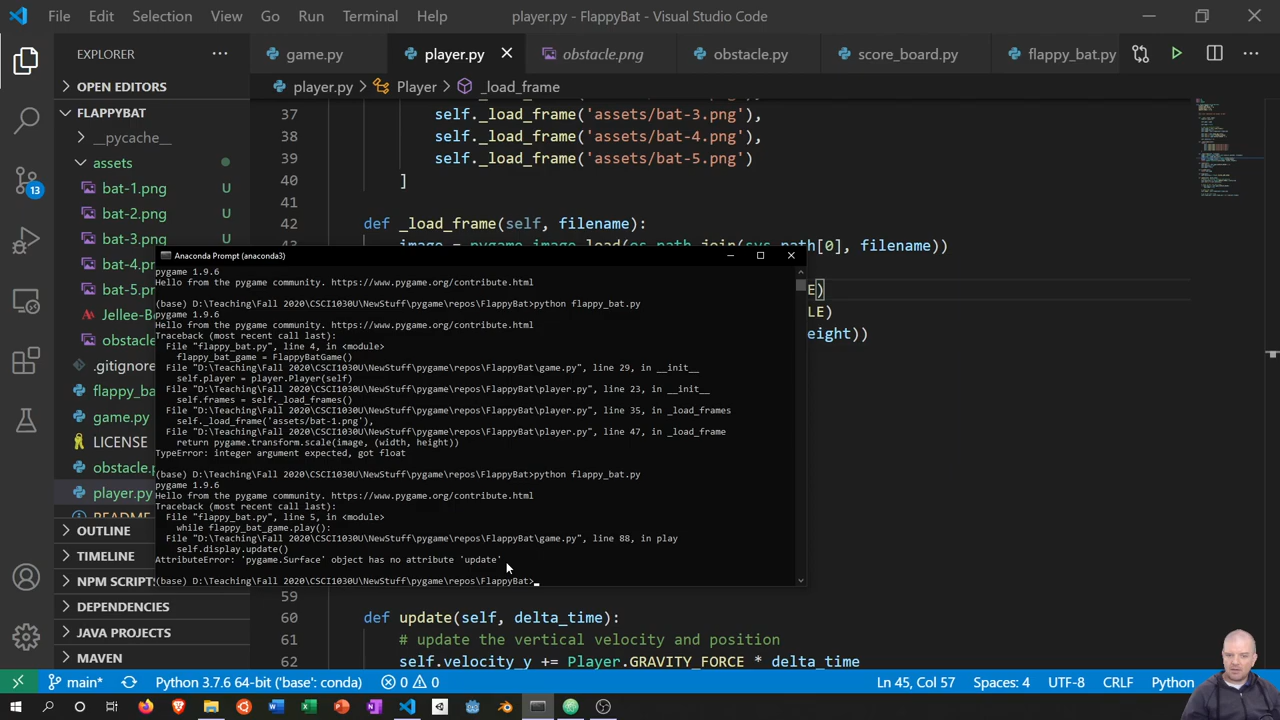 File Edit Selection View Go Run Terminal Help player.py - FlappyBat - Visual Studio Code
EXPLORER game.py player.py obstacle.png obstacle.py score_board.py flappy_bat.py
OPEN EDITORS player.py > Player > _load_frame
FLAPPYBAT
37 self._load_frame('assets/bat-3.png'),
__pycache__
38 self._load_frame('assets/bat-4.png'),
assets
39 self._load_frame('assets/bat-5.png')
bat-1.png U
40 ]
bat-2.png U
41
bat-3.png U
42 def _load_frame(self, filename):
43 image = pygame.image.load(os.path.join(sys.path[0], filename))
bat-4.
E)
bat-5.
LE)
Jellee-B
eight))
obstacle
.gitignore
flappy_ba
game.py
LICENSE
obstacle.p
player.py
README
Anaconda Prompt (anaconda3)
pygame 1.9.6
Hello from the pygame community. https://www.pygame.org/contribute.html
(base) D:\Teaching\Fall 2020\CSCI1030U\NewStuff\pygame\repos\FlappyBat>python flappy_bat.py
pygame 1.9.6
Hello from the pygame community. https://www.pygame.org/contribute.html
Traceback (most recent call last):
File "flappy_bat.py", line 4, in <module>
flappy_bat_game = FlappyBatGame()
File "D:\Teaching\Fall 2020\CSCI1030U\NewStuff\pygame\repos\FlappyBat\game.py", line 29, in __init__
self.player = player.Player(self)
File "D:\Teaching\Fall 2020\CSCI1030U\NewStuff\pygame\repos\FlappyBat\player.py", line 23, in __init__
self.frames = self._load_frames()
File "D:\Teaching\Fall 2020\CSCI1030U\NewStuff\pygame\repos\FlappyBat\player.py", line 35, in _load_frames
self._load_frame('assets/bat-1.png'),
File "D:\Teaching\Fall 2020\CSCI1030U\NewStuff\pygame\repos\FlappyBat\player.py", line 47, in _load_frame
return pygame.transform.scale(image, (width, height))
TypeError: integer argument expected, got float
(base) D:\Teaching\Fall 2020\CSCI1030U\NewStuff\pygame\repos\FlappyBat>python flappy_bat.py
pygame 1.9.6
Hello from the pygame community. https://www.pygame.org/contribute.html
Traceback (most recent call last):
File "flappy_bat.py", line 5, in <module>
while flappy_bat_game.play():
File "D:\Teaching\Fall 2020\CSCI1030U\NewStuff\pygame\repos\FlappyBat\game.py", line 88, in play
self.display.update()
AttributeError: 'pygame.Surface' object has no attribute 'update'
(base) D:\Teaching\Fall 2020\CSCI1030U\NewStuff\pygame\repos\FlappyBat>
OUTLINE
TIMELINE
NPM SCRIPTS
59
DEPENDENCIES
60 def update(self, delta_time):
JAVA PROJECTS
61 # update the vertical velocity and position
MAVEN
62 self.velocity_y += Player.GRAVITY_FORCE * delta_time
13
main* Python 3.7.6 64-bit ('base': conda) 0 0 Ln 45, Col 57 Spaces: 4 UTF-8 CRLF Python